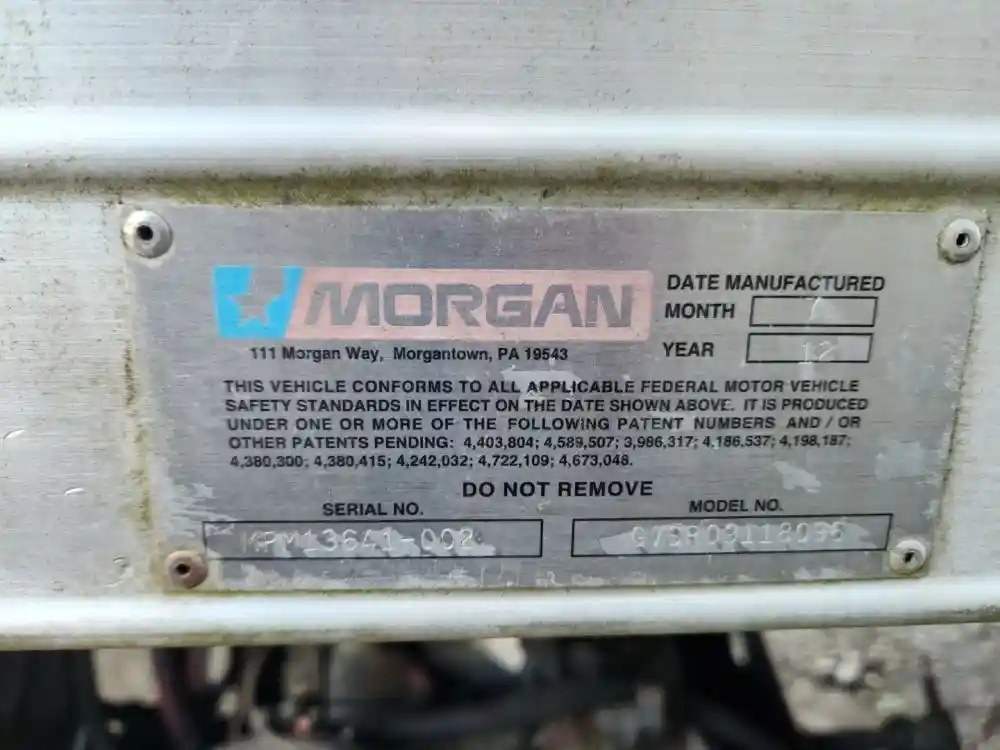 MORGAN
111 Morgan Way, Morgantown, PA 19543
DATE MANUFACTURED
MONTH
YEAR 12
THIS VEHICLE CONFORMS TO ALL APPLICABLE FEDERAL MOTOR VEHICLE
SAFETY STANDARDS IN EFFECT ON THE DATE SHOWN ABOVE. IT IS PRODUCED
UNDER ONE OR MORE OF THE FOLLOWING PATENT NUMBERS AND / OR
OTHER PATENTS PENDING: 4,403,804; 4,589,507; 3,986,317; 4,186,537; 4,198,187;
4,380,300; 4,380,415; 4,242,032; 4,722,109; 4,673,048.
DO NOT REMOVE
SERIAL NO.
MODEL NO.